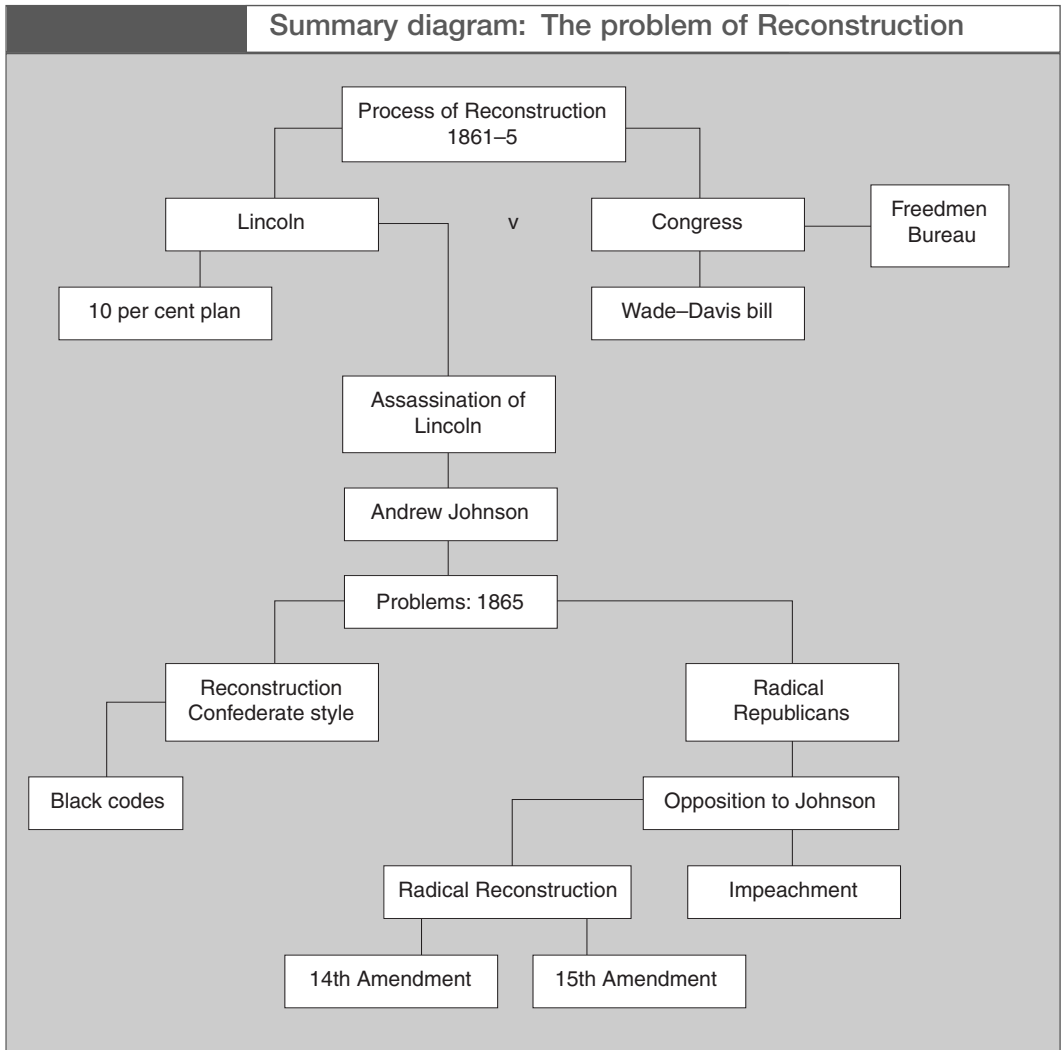 Summary diagram: The problem of Reconstruction
Process of Reconstruction
1861–5
Lincoln
v
Congress
Freedmen
Bureau
10 per cent plan
Wade–Davis bill
Assassination of
Lincoln
Andrew Johnson
Problems: 1865
Reconstruction
Confederate style
Radical
Republicans
Black codes
Opposition to Johnson
Radical Reconstruction
Impeachment
14th Amendment
15th Amendment